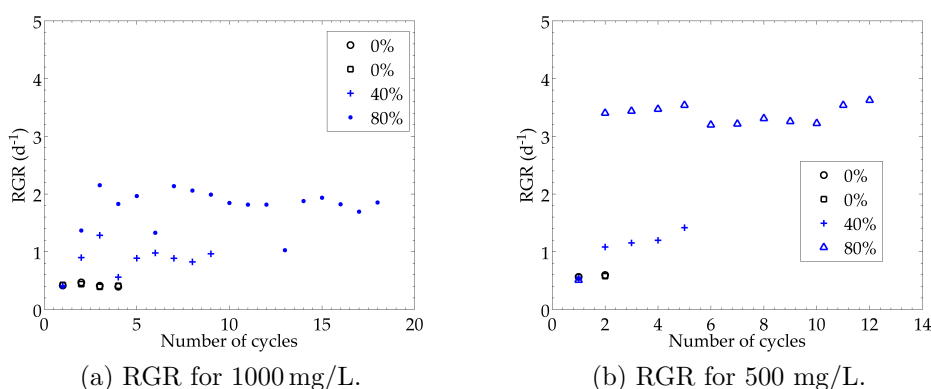 5
4
3
2
1
0
RGR (d-1)
0 5 10 15 20
Number of cycles
0%
0%
40%
80%
(a) RGR for 1000 mg/L.
5
4
3
2
1
0
RGR (d-1)
0 2 4 6 8 10 12 14
Number of cycles
0%
0%
40%
80%
(b) RGR for 500 mg/L.